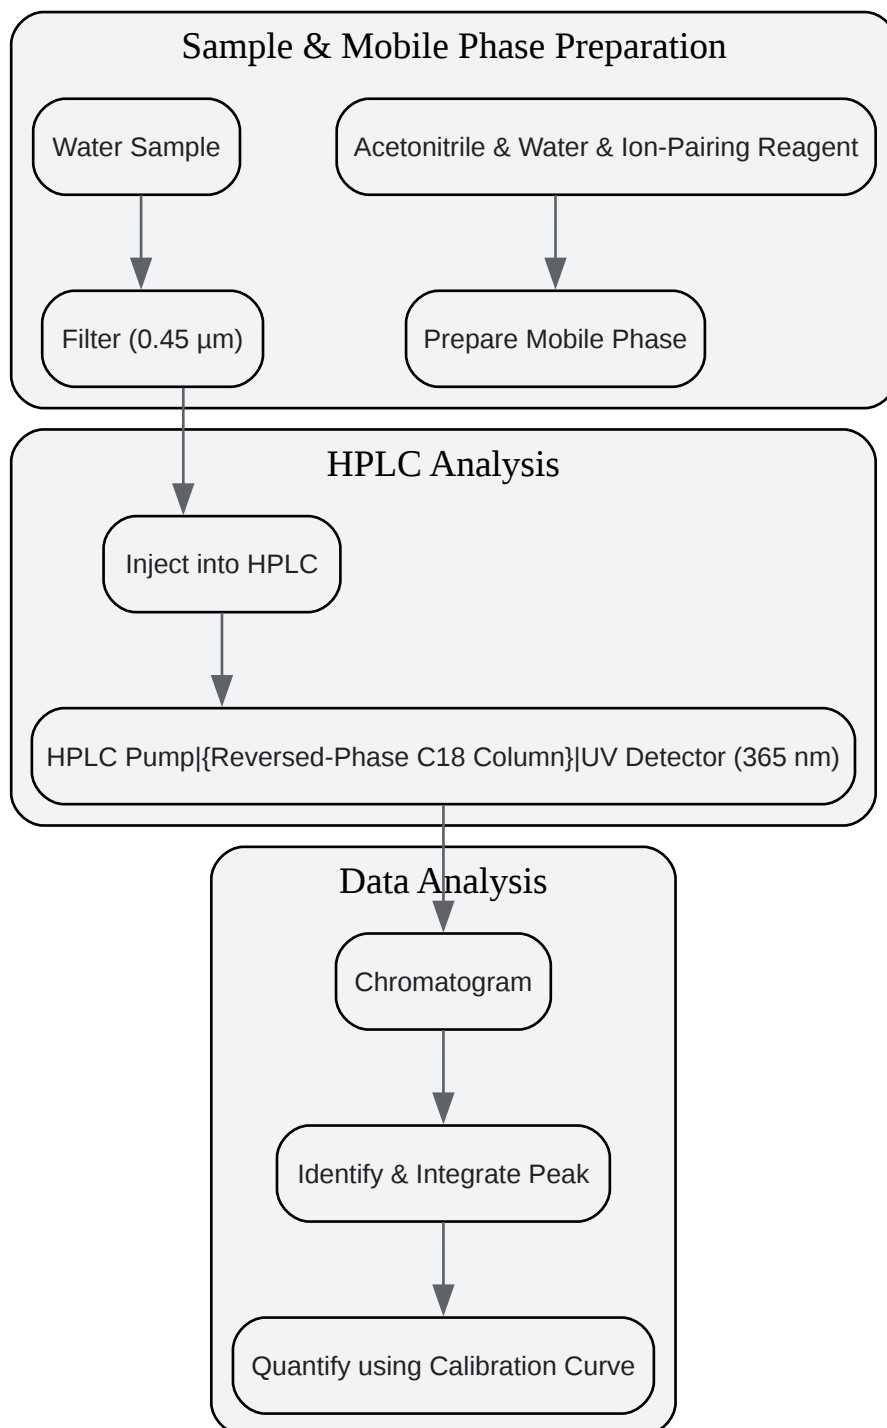 Sample & Mobile Phase Preparation
Water Sample
Acetonitrile & Water & Ion-Pairing Reagent
Filter (0.45 µm)
Prepare Mobile Phase
HPLC Analysis
Inject into HPLC
HPLC Pump|{Reversed-Phase C18 Column}|UV Detector (365 nm)
Data Analysis
Chromatogram
Identify & Integrate Peak
Quantify using Calibration Curve